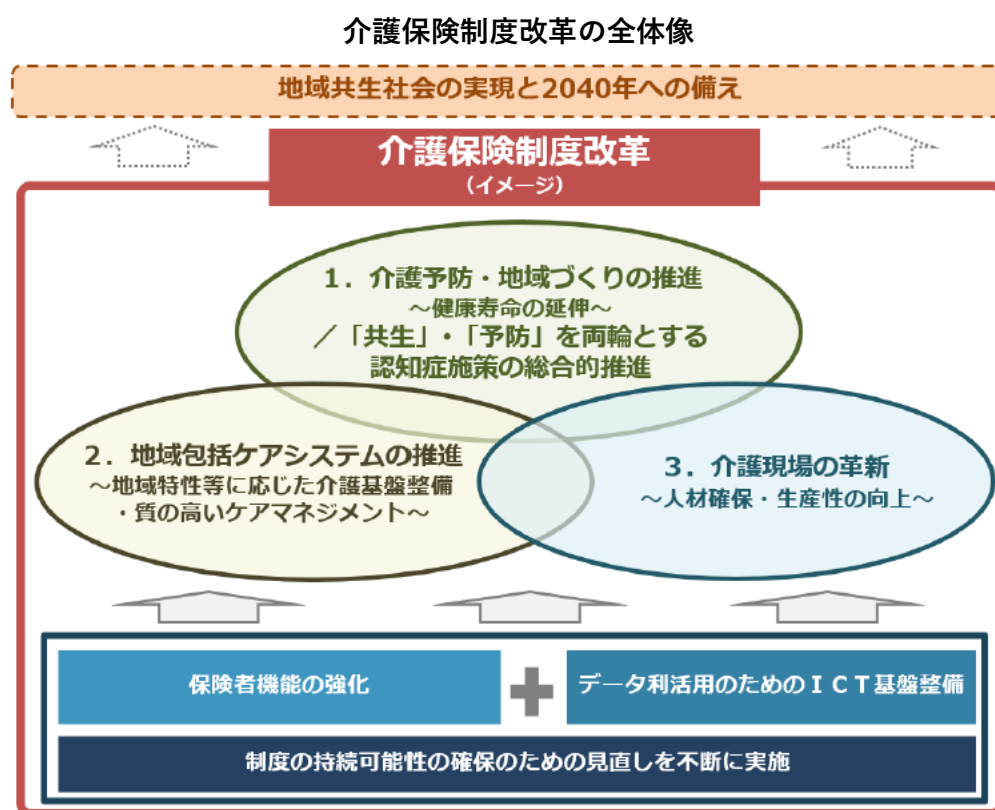 介護保険制度改革の全体像
地域共生社会の実現と2040年への備え
介護保険制度改革
（イメージ）
１．介護予防・地域づくりの推進
～健康寿命の延伸～
／「共生」・「予防」を両輪とする
認知症施策の総合的推進
２．地域包括ケアシステムの推進
～地域特性等に応じた介護基盤整備
・質の高いケアマネジメント～
３．介護現場の革新
～人材確保・生産性の向上～
保険者機能の強化
データ利活用のためのＩＣＴ基盤整備
制度の持続可能性の確保のための見直しを不断に実施